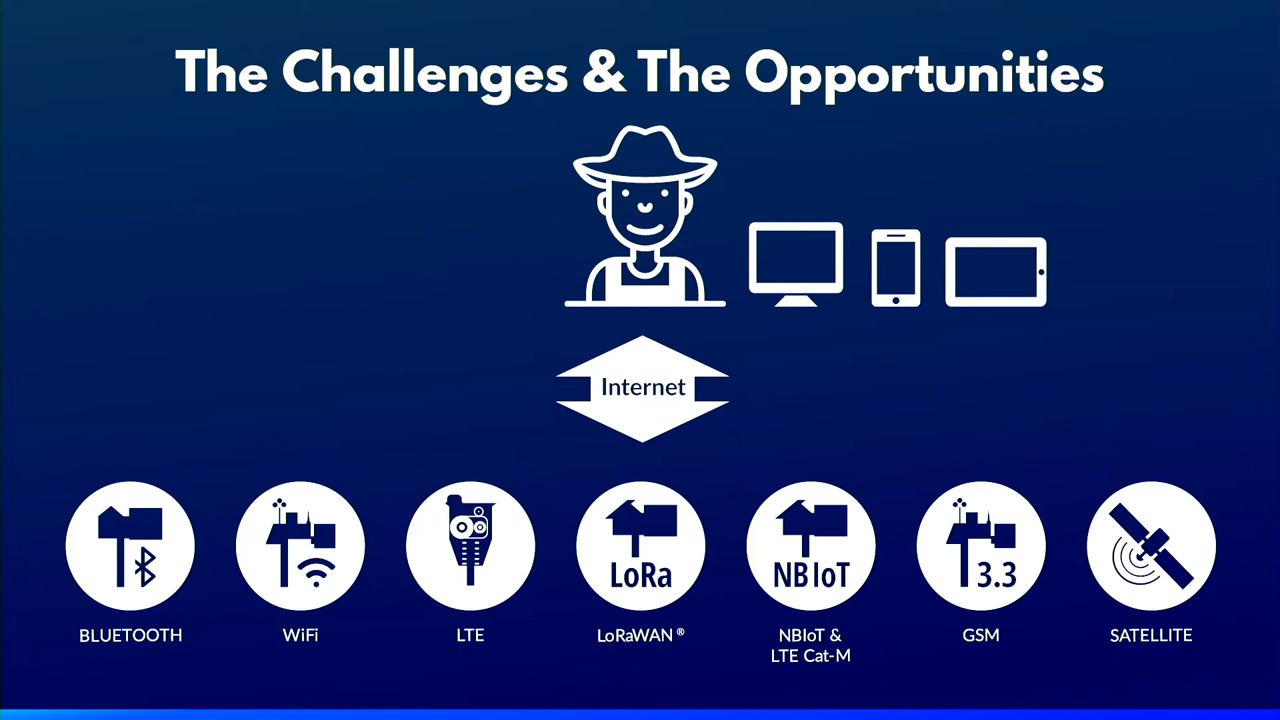 The Challenges & The Opportunities
Internet
LoRa
NB IoT
3.3
BLUETOOTH
WiFi
LTE
LoRaWAN ®
NBIoT &
LTE Cat-M
GSM
SATELLITE